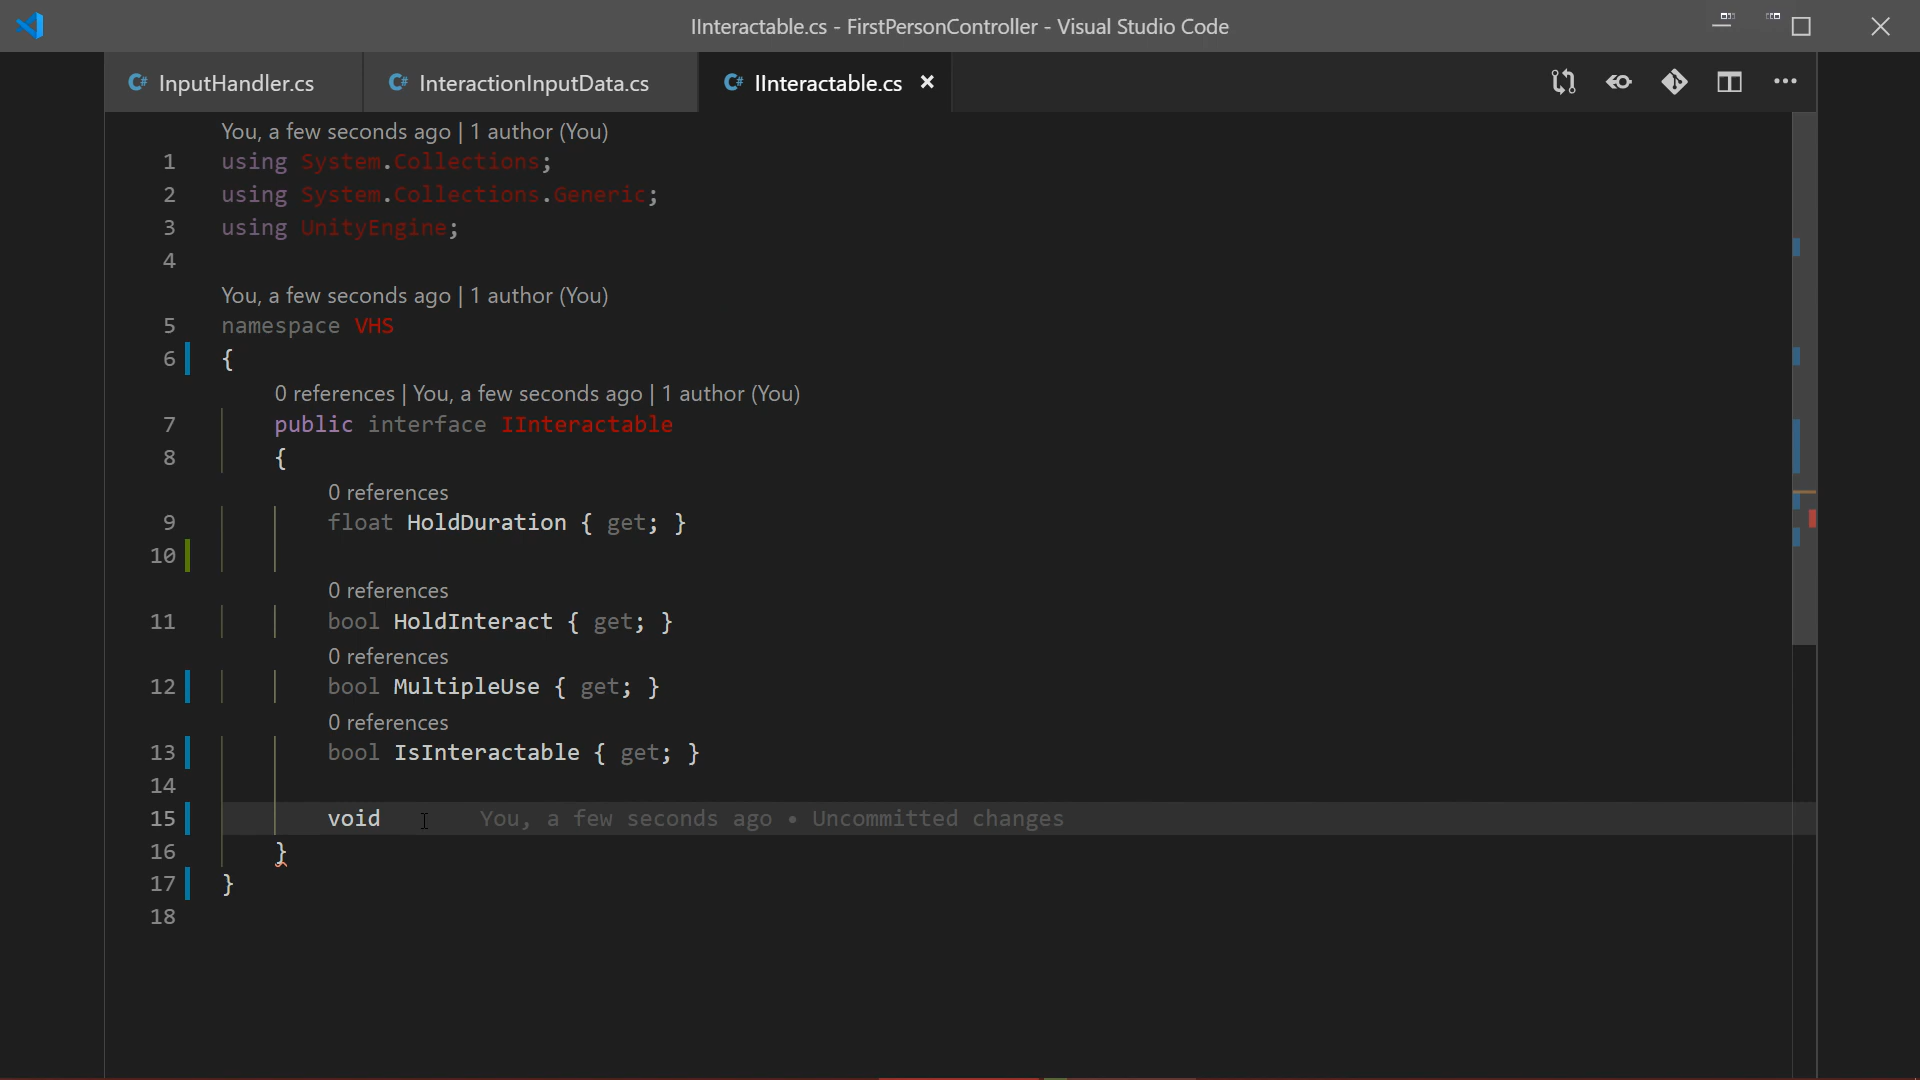 IInteractable.cs - FirstPersonController - Visual Studio Code
InputHandler.cs
InteractionInputData.cs
IInteractable.cs
You, a few seconds ago | 1 author (You)
1 using System.Collections;
2 using System.Collections.Generic;
3 using UnityEngine;
4
You, a few seconds ago | 1 author (You)
5 namespace VHS
6 {
0 references | You, a few seconds ago | 1 author (You)
7 public interface IInteractable
8 {
0 references
9 float HoldDuration { get; }
10
0 references
11 bool HoldInteract { get; }
0 references
12 bool MultipleUse { get; }
0 references
13 bool IsInteractable { get; }
14
15 void You, a few seconds ago • Uncommitted changes
16 }
17 }
18